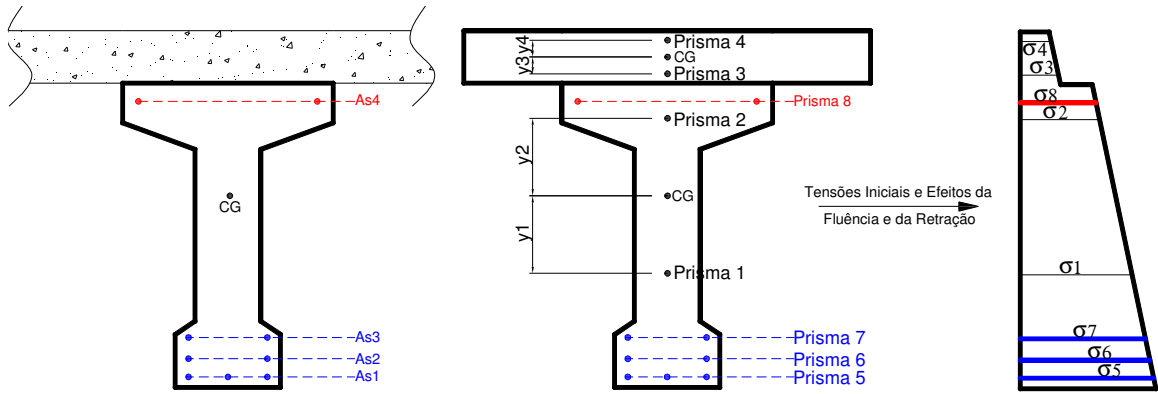 As4
CG
As3
As2
As1
y3y4
y2
y1
Prisma 4
CG
Prisma 3
Prisma 8
Prisma 2
CG
Prisma 1
Prisma 7
Prisma 6
Prisma 5
Tensões Iniciais e Efeitos da
Fluência e da Retração
σ4
σ3
σ8
σ2
σ1
σ7
σ6
σ5